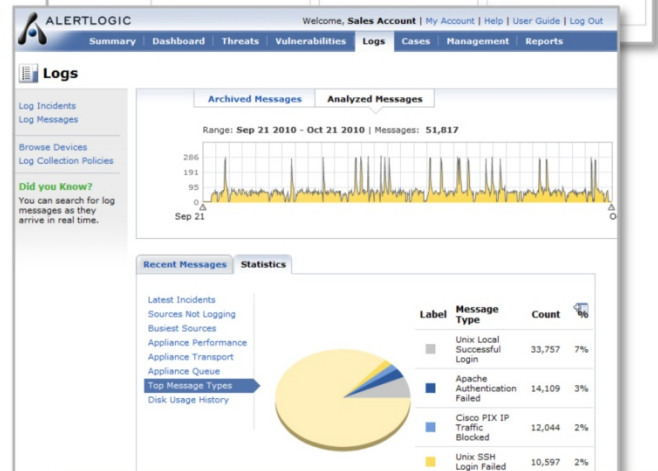 ALERTLOGIC
Welcome, Sales Account | My Account | Help | User Guide | Log Out
Summary Dashboard Threats Vulnerabilities Logs Cases Management Reports
Logs
Log Incidents
Log Messages
Browse Devices
Log Collection Policies
Did you Know?
You can search for log
messages as they
arrive in real time.
Archived Messages Analyzed Messages
Range: Sep 21 2010 - Oct 21 2010 | Messages: 51,817
286
191
95
0
Sep 21
O
Recent Messages Statistics
Latest Incidents
Sources Not Logging
Busiest Sources
Appliance Performance
Appliance Transport
Appliance Queue
Top Message Types
Disk Usage History
Label Message Type Count %
Unix Local
Successful
Login
33,757 7%
Apache
Authentication
Failed
14,109 3%
Cisco PIX IP
Traffic
Blocked
12,044 2%
Unix SSH
Login Failed
10,597 2%